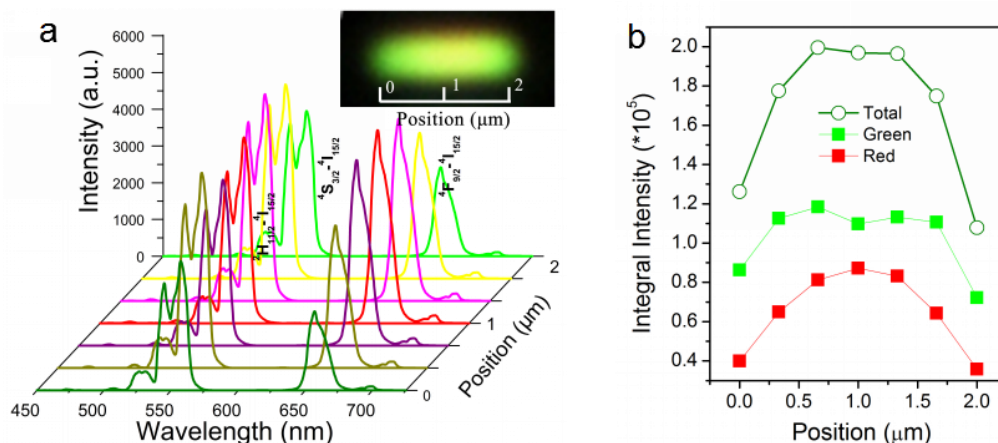 a
6000
5000
4000
3000
2000
1000
0
Intensity (a.u.)
0 1 2
Position (μm)
²H₁₁/₂-⁴I₁₅/₂
⁴S₃/₂-⁴I₁₅/₂
⁴F₉/₂-⁴I₁₅/₂
2
1
0
Position (μm)
450 500 550 600 650 700
Wavelength (nm)
b
2.0
1.8
1.6
1.4
1.2
1.0
0.8
0.6
0.4
Integral Intensity (*10⁵)
Total
Green
Red
0.0 0.5 1.0 1.5 2.0
Position (μm)